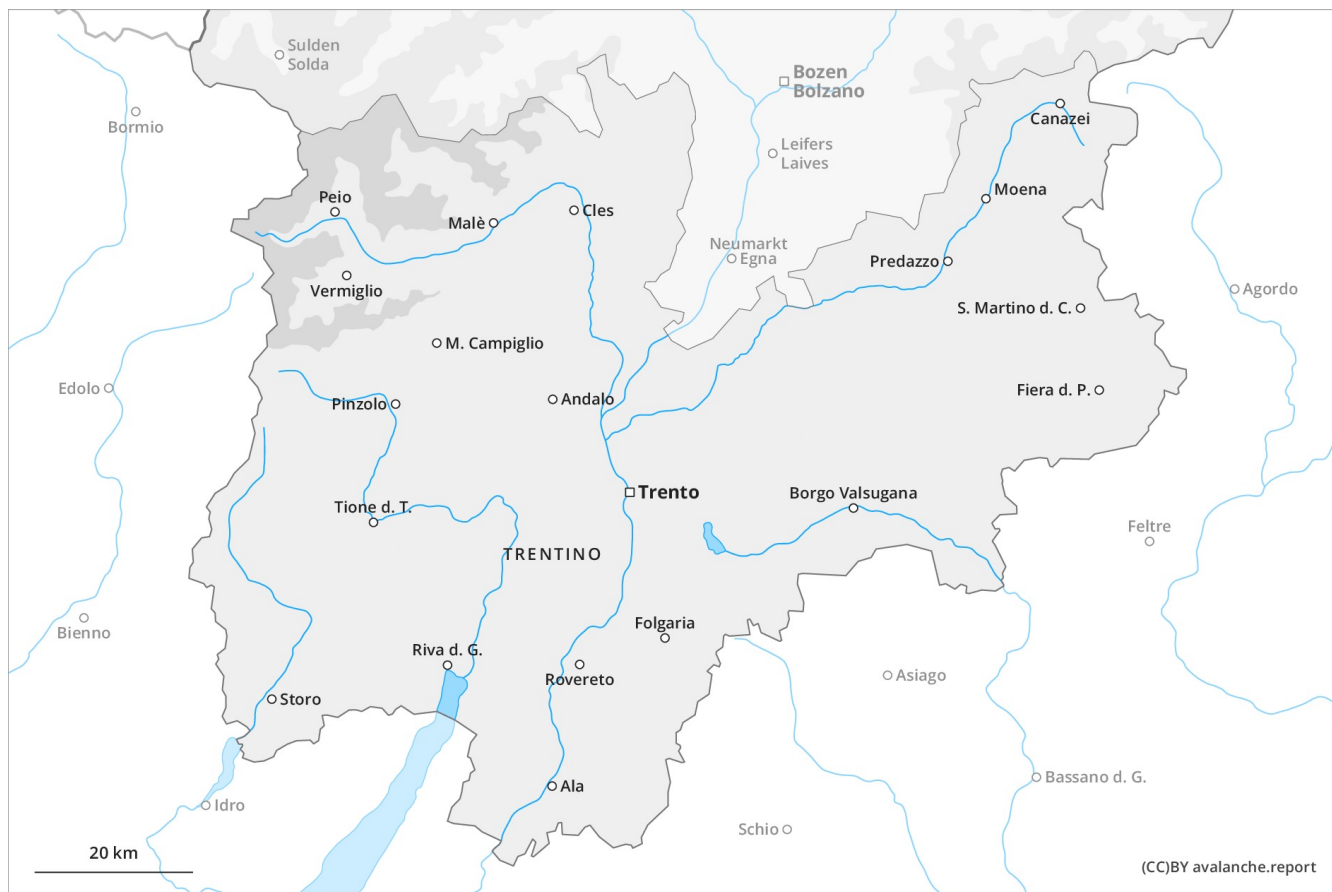 Sulden
Solda
Bozen
Bolzano
Bormio
Canazei
Leifers
Laives
Peio
Moena
Malè
Cles
Neumarkt
Egna
Predazzo
Vermiglio
Agordo
S. Martino d. C.
M. Campiglio
Edolo
Fiera d. P.
Pinzolo
Andalo
Trento
Borgo Valsugana
Tione d. T.
Feltre
TRENTINO
Bienno
Folgaria
Riva d. G.
Rovereto
Asiago
Storo
Bassano d. G.
Ala
Idro
Schio
20 km
(CC)BY avalanche.report